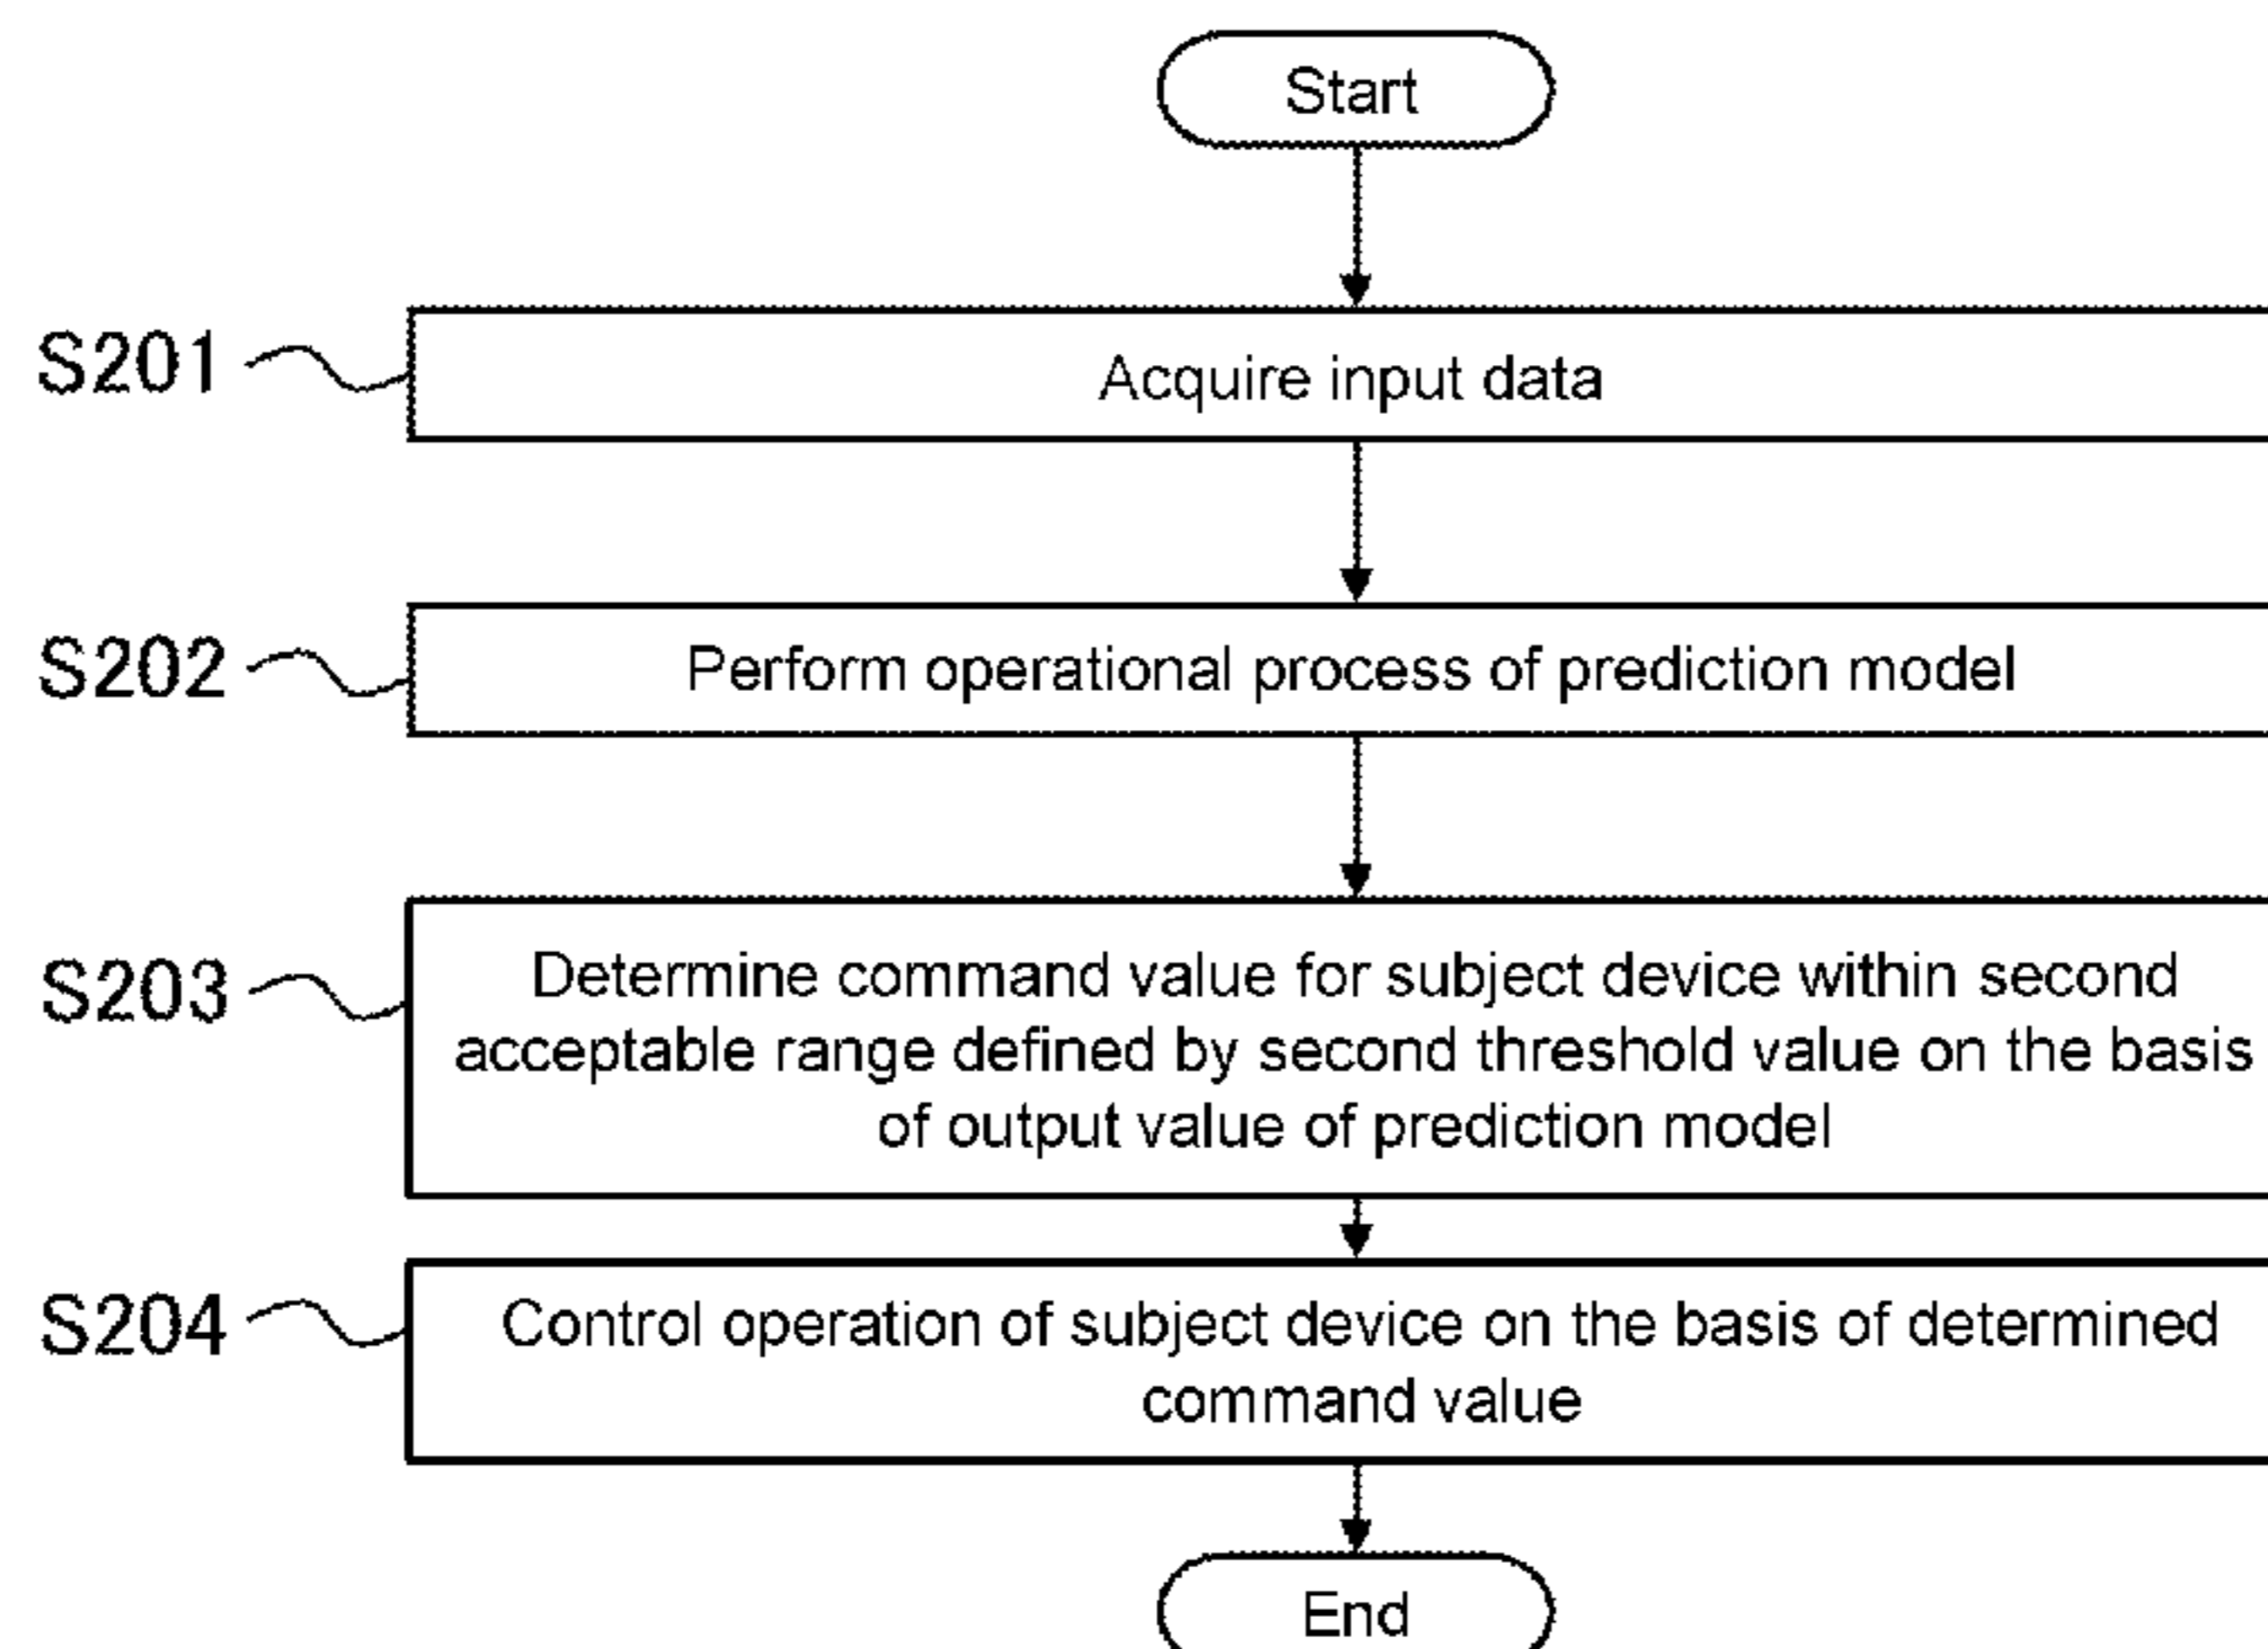 Start
S201
Acquire input data
S202
Perform operational process of prediction model
S203
Determine command value for subject device within second
acceptable range defined by second threshold value on the basis
of output value of prediction model
S204
Control operation of subject device on the basis of determined
command value
End